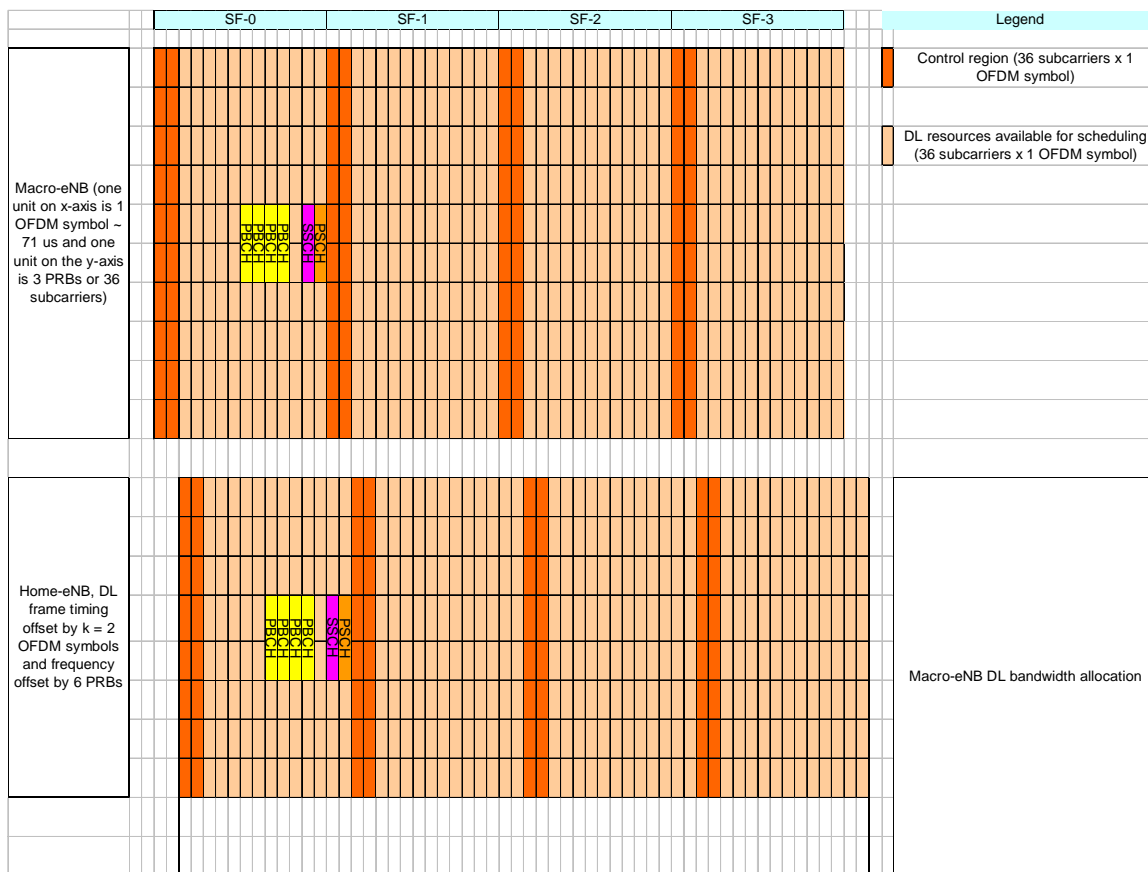 SF-0 SF-1 SF-2 SF-3 Legend
Control region (36 subcarriers x 1
OFDM symbol)
DL resources available for scheduling
(36 subcarriers x 1 OFDM symbol)
Macro-eNB (one
unit on x-axis is 1
OFDM symbol ~
71 us and one
unit on the y-axis
is 3 PRBs or 36
subcarriers)
PBCH
PBCH
PBCH
PBCH
SSCH
PSCH
Home-eNB, DL
frame timing
offset by k = 2
OFDM symbols
and frequency
offset by 6 PRBs
PBCH
PBCH
PBCH
PBCH
SSCH
PSCH
Macro-eNB DL bandwidth allocation